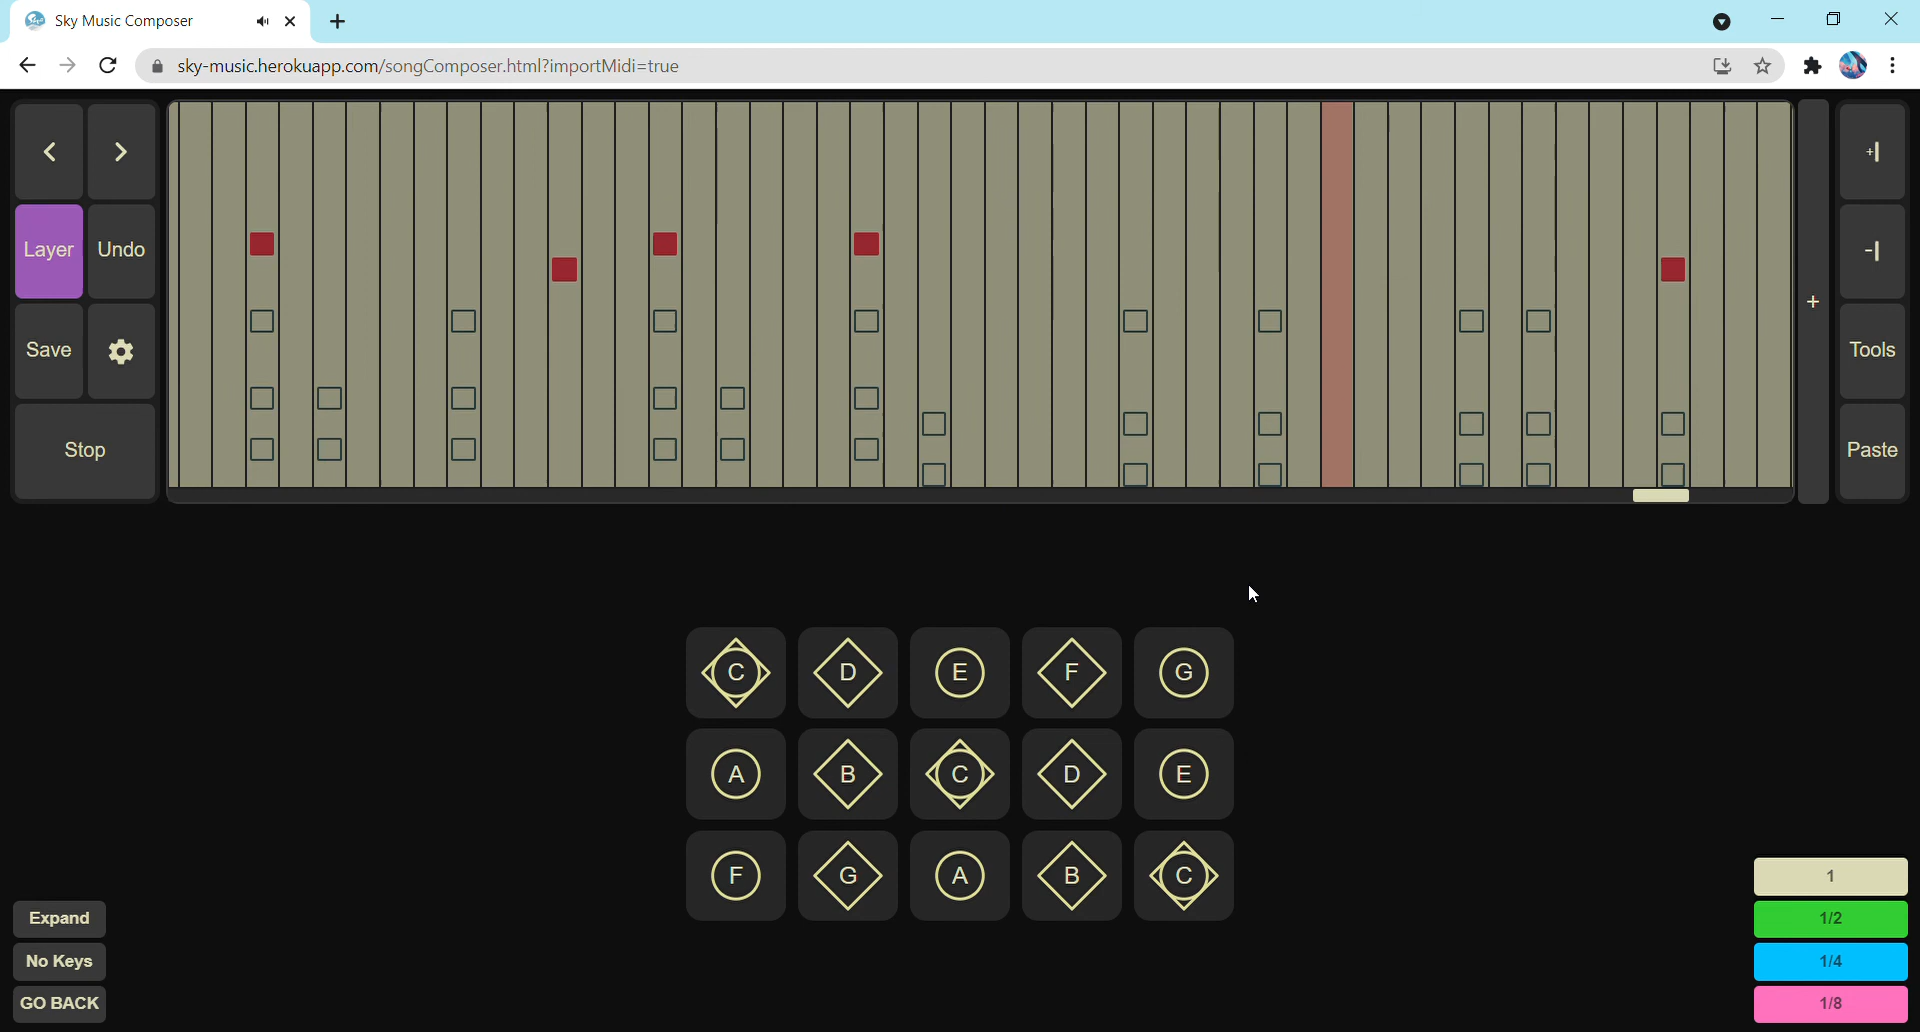 Sky Music Composer
sky-music.herokuapp.com/songComposer.html?importMidi=true
Layer Undo
Save
Stop
+
Tools
Paste
C D E F G
A B C D E
F G A B C
Expand
No Keys
GO BACK
1
1/2
1/4
1/8